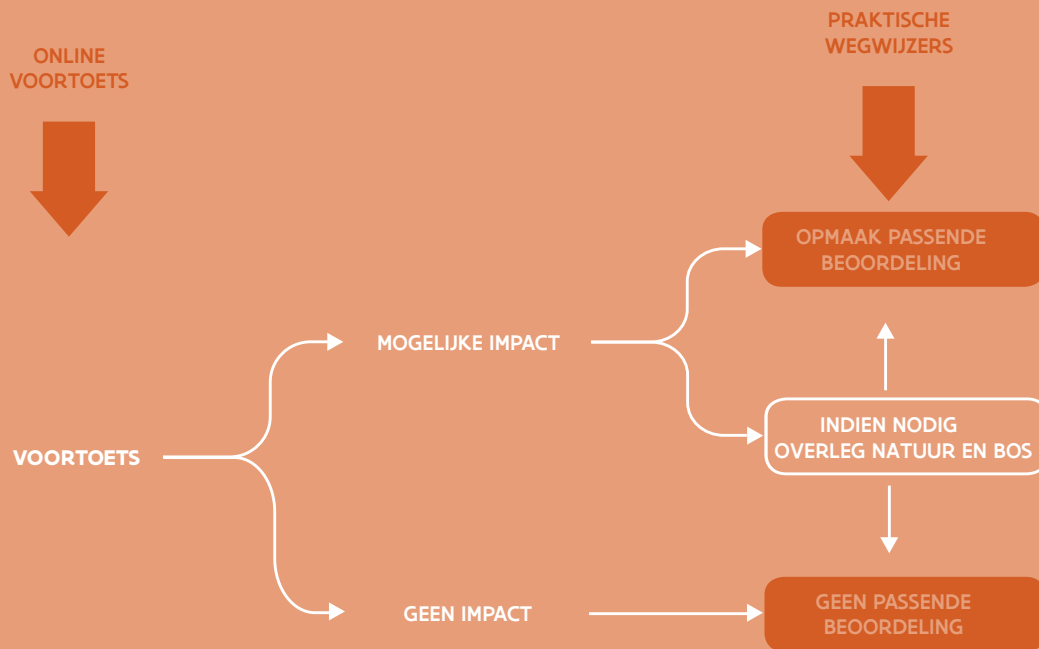 ONLINE
VOORTOETS
PRAKTISCHE
WEGWIJZERS
OPMAAK PASSENDE
BEOORDELING
MOGELIJKE IMPACT
INDIEN NODIG
OVERLEG NATUUR EN BOS
VOORTOETS
GEEN IMPACT
GEEN PASSENDE
BEOORDELING